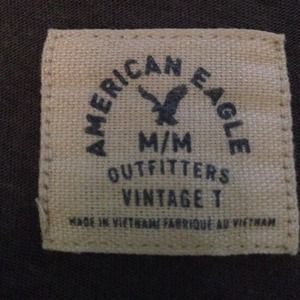 AMERICAN EAGLE
M/M
OUTFITTERS
VINTAGE T
MADE IN VIETNAM/ FABRIQUÉ AU VIETNAM